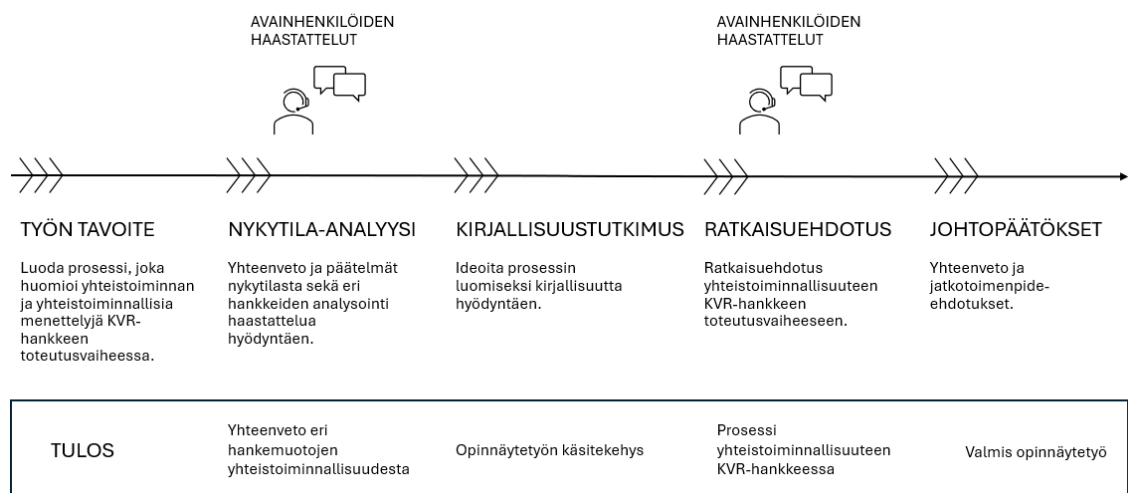 AVAINHENKILÖIDEN
HAASTATTELUT
AVAINHENKILÖIDEN
HAASTATTELUT
TYÖN TAVOITE
Luoda prosessi, joka
huomioi yhteistoiminnan
ja yhteistoiminnallisia
menettelyjä KVR-
hankkeen
toteutusvaiheessa.
NYKYTILA-ANALYYSI
Yhteenveto ja päätelmät
nykytilasta sekä eri
hankkeiden analysointi
haastattelua
hyödyntäen.
KIRJALLISUUSTUTKIMUS
Ideoita prosessin
luomiseksi kirjallisuutta
hyödyntäen.
RATKAISUEHDOTUS
Ratkaisuehdotus
yhteistoiminnallisuuteen
KVR-hankkeen
toteutusvaiheeseen.
JOHTOPÄÄTÖKSET
Yhteenveto ja
jatkotoimenpide-
ehdotukset.
TULOS
Yhteenveto eri
hankemuotojen
yhteistoiminnallisuudesta
Opinnäytetyön käsitekehys
Prosessi
yhteistoiminnallisuuteen
KVR-hankkeessa
Valmis opinnäytetyö